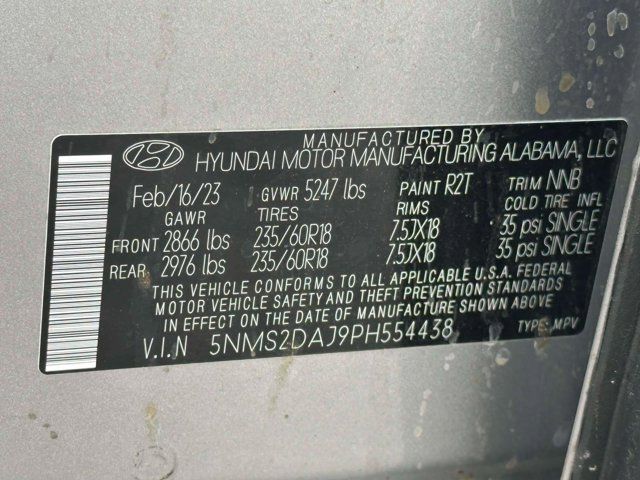 MANUFACTURED BY
HYUNDAI MOTOR MANUFACTURING ALABAMA, LLC
Feb/16/23 GVWR 5247 lbs PAINT R2T TRIM NNB
GAWR TIRES RIMS COLD TIRE INFL
FRONT 2866 lbs 235/60R18 7.5JX18 35 psi SINGLE
REAR 2976 lbs 235/60R18 7.5JX18 35 psi SINGLE
THIS VEHICLE CONFORMS TO ALL APPLICABLE U.S.A. FEDERAL
MOTOR VEHICLE SAFETY AND THEFT PREVENTION STANDARDS
IN EFFECT ON THE DATE OF MANUFACTURE SHOWN ABOVE.
V.I.N 5NMS2DAJ9PH554438 TYPE: MPV